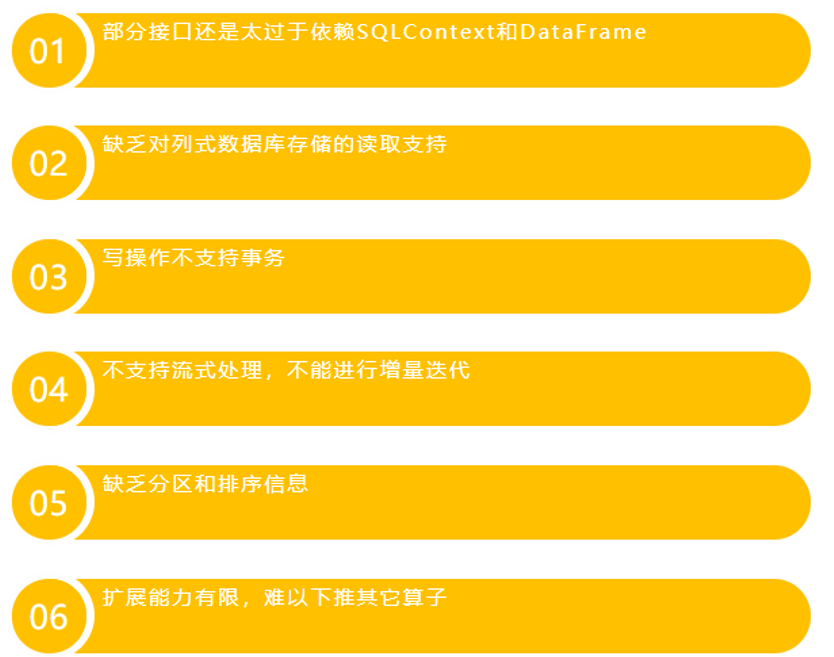 01
部分接口还是太过于依赖SQLContext和DataFrame
02
缺乏对列式数据库存储的读取支持
03
写操作不支持事务
04
不支持流式处理，不能进行增量迭代
05
缺乏分区和排序信息
06
扩展能力有限，难以下推其它算子